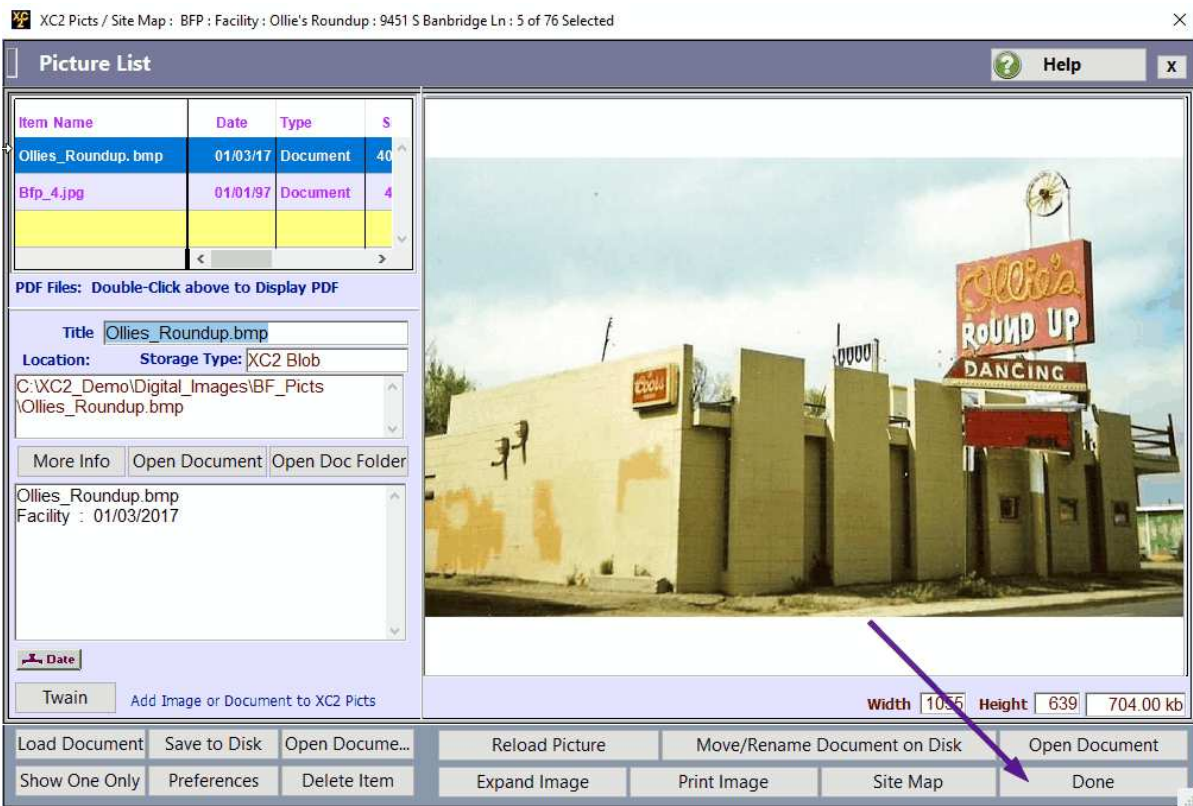 XC2 Picts / Site Map : BFP : Facility : Ollie's Roundup : 9451 S Banbridge Ln : 5 of 76 Selected
Picture List
Help
X
Item Name Date Type S
Ollies_Roundup. bmp 01/03/17 Document 40
Bfp_4.jpg 01/01/97 Document 4
PDF Files: Double-Click above to Display PDF
Title Ollies_Roundup.bmp
Location: Storage Type: XC2 Blob
C:\XC2_Demo\Digital_Images\BF_Picts
\Ollies_Roundup.bmp
More Info Open Document Open Doc Folder
Ollies_Roundup.bmp
Facility : 01/03/2017
Date
Twain Add Image or Document to XC2 Picts
Coors
Ollie's
ROUND UP
DANCING
POOL
Width 1055 Height 639 704.00 kb
Load Document Save to Disk Open Docume... Reload Picture Move/Rename Document on Disk Open Document
Show One Only Preferences Delete Item Expand Image Print Image Site Map Done